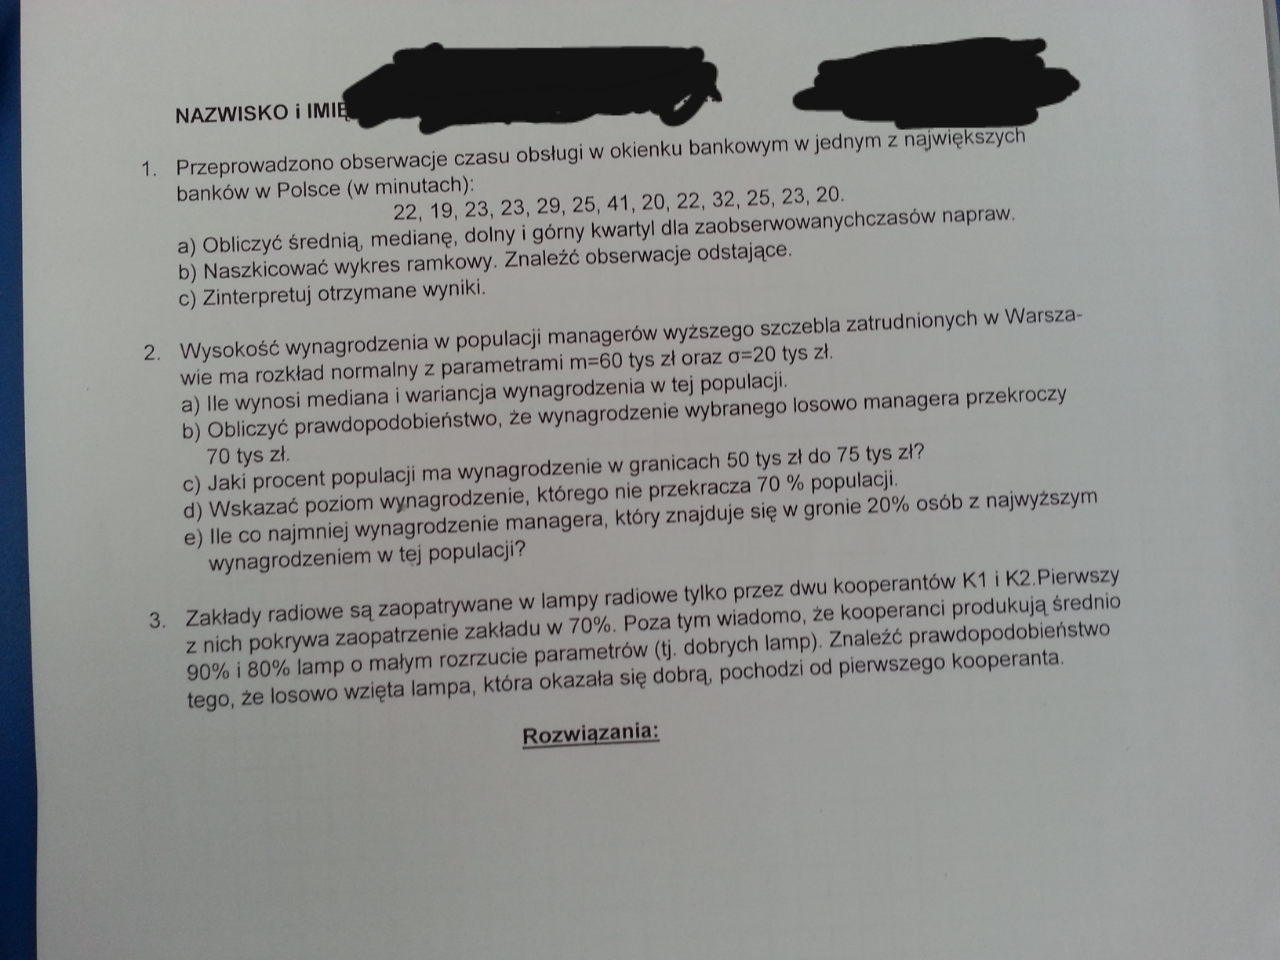 NAZWISKO i IMIĘ
1. Przeprowadzono obserwacje czasu obsługi w okienku bankowym w jednym z największych
banków w Polsce (w minutach):
22, 19, 23, 23, 29, 25, 41, 20, 22, 32, 25, 23, 20.
a) Obliczyć średnią, medianę, dolny i górny kwartyl dla zaobserwowanychczasów napraw.
b) Naszkicować wykres ramkowy. Znaleźć obserwacje odstające.
c) Zinterpretuj otrzymane wyniki.
2. Wysokość wynagrodzenia w populacji managerów wyższego szczebla zatrudnionych w Warsza-
wie ma rozkład normalny z parametrami m=60 tys zł oraz σ=20 tys zł.
a) Ile wynosi mediana i wariancja wynagrodzenia w tej populacji.
b) Obliczyć prawdopodobieństwo, że wynagrodzenie wybranego losowo managera przekroczy
70 tys zł.
c) Jaki procent populacji ma wynagrodzenie w granicach 50 tys zł do 75 tys zł?
d) Wskazać poziom wynagrodzenie, którego nie przekracza 70 % populacji.
e) Ile co najmniej wynagrodzenie managera, który znajduje się w gronie 20% osób z najwyższym
wynagrodzeniem w tej populacji?
3. Zakłady radiowe są zaopatrywane w lampy radiowe tylko przez dwu kooperantów K1 i K2.Pierwszy
z nich pokrywa zaopatrzenie zakładu w 70%. Poza tym wiadomo, że kooperanci produkują średnio
90% i 80% lamp o małym rozrzucie parametrów (tj. dobrych lamp). Znaleźć prawdopodobieństwo
tego, że losowo wzięta lampa, która okazała się dobrą, pochodzi od pierwszego kooperanta.
Rozwiązania: